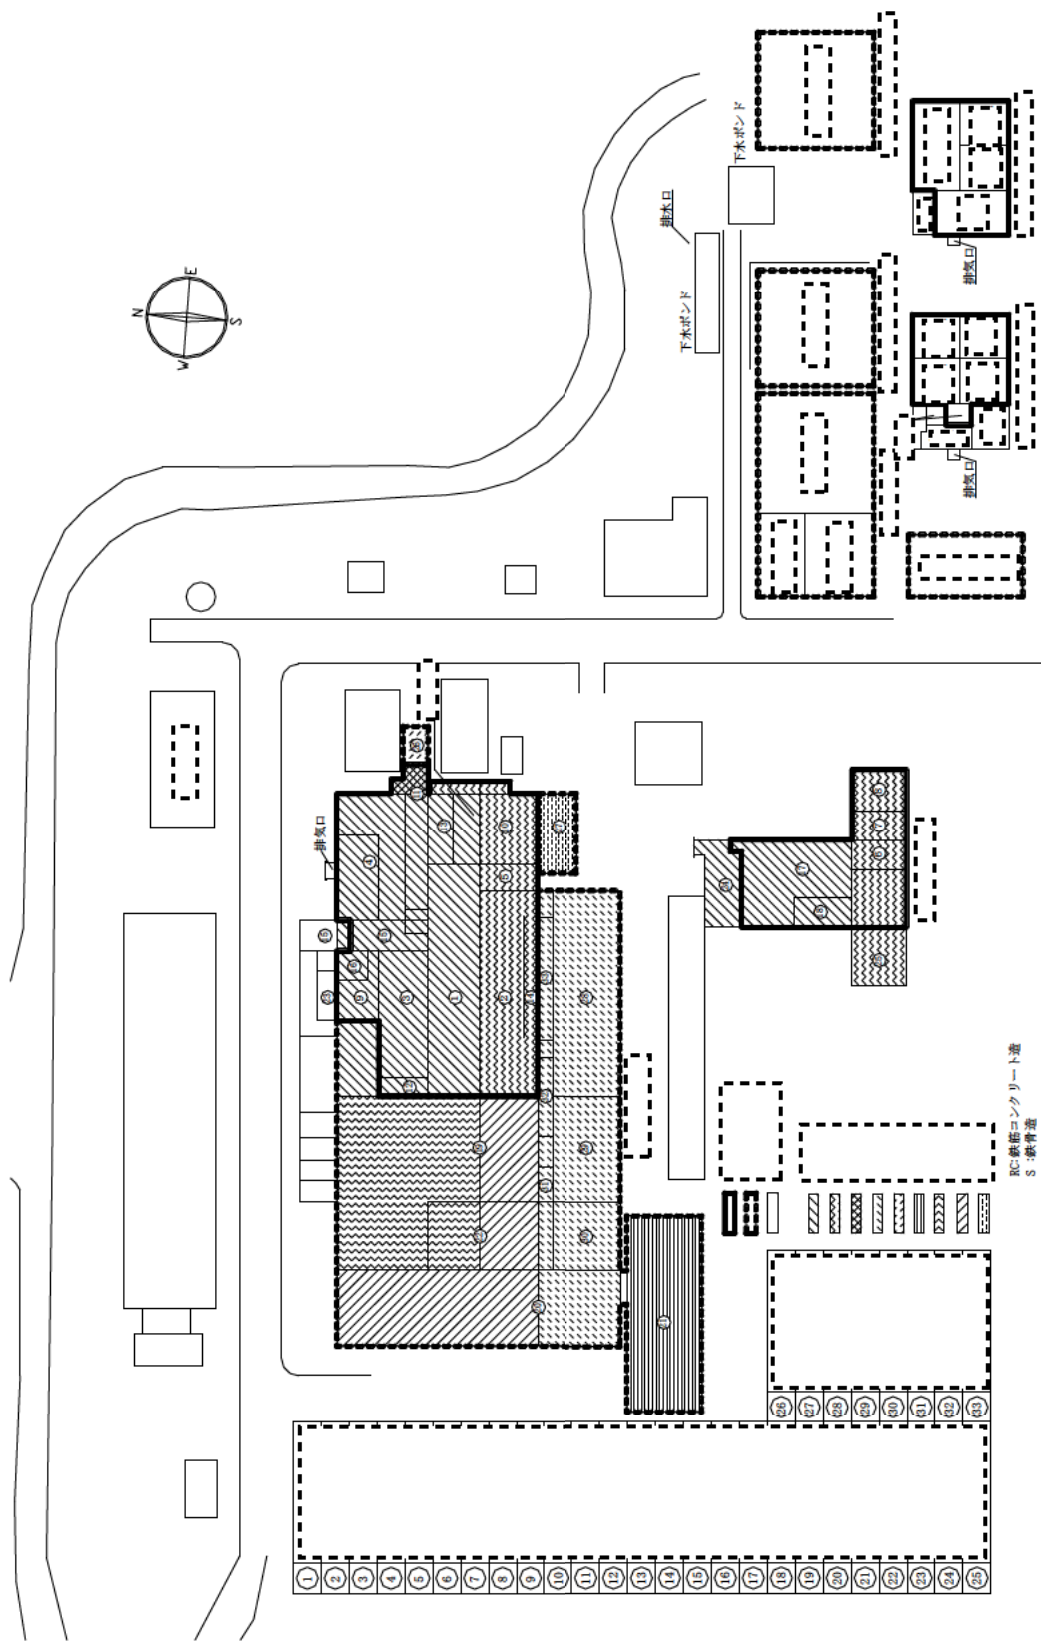 N
E
S
W
下水ポンド
排水口
下水ポンド
排気口
排気口
排気口
RC:鉄筋コンクリート造
S :鉄骨造
①
②
③
④
⑤
⑥
⑦
⑧
⑨
⑩
⑪
⑫
⑬
⑭
⑮
⑯
⑰
⑱
⑲
⑳
㉑
㉒
㉓
㉔
㉕
㉖
㉗
㉘
㉙
㉚
㉛
㉜
㉝